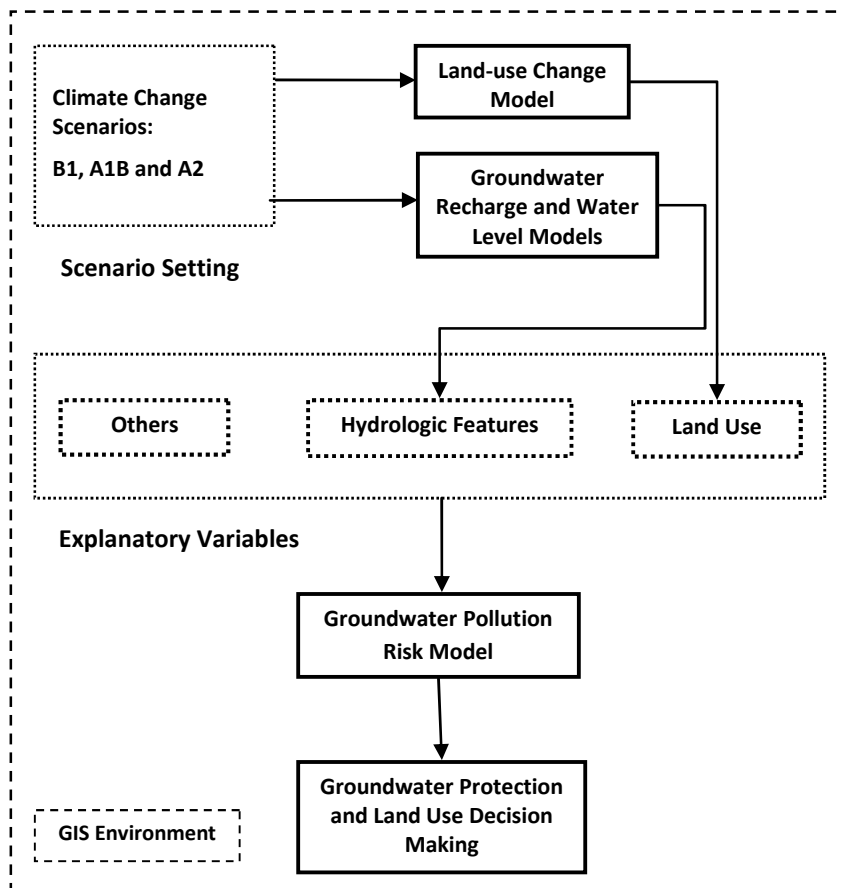 Climate Change
Scenarios:
B1, A1B and A2
Land-use Change
Model
Groundwater
Recharge and Water
Level Models
Scenario Setting
Others
Hydrologic Features
Land Use
Explanatory Variables
Groundwater Pollution
Risk Model
Groundwater Protection
and Land Use Decision
Making
GIS Environment